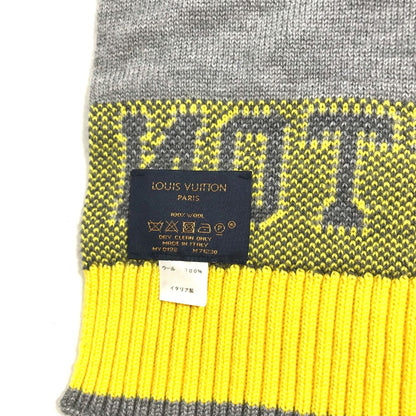 NOT
LOUIS VUITTON
PARIS
100% WOOL
DRY CLEAN ONLY
MADE IN ITALY
ウール 100%
イタリア製